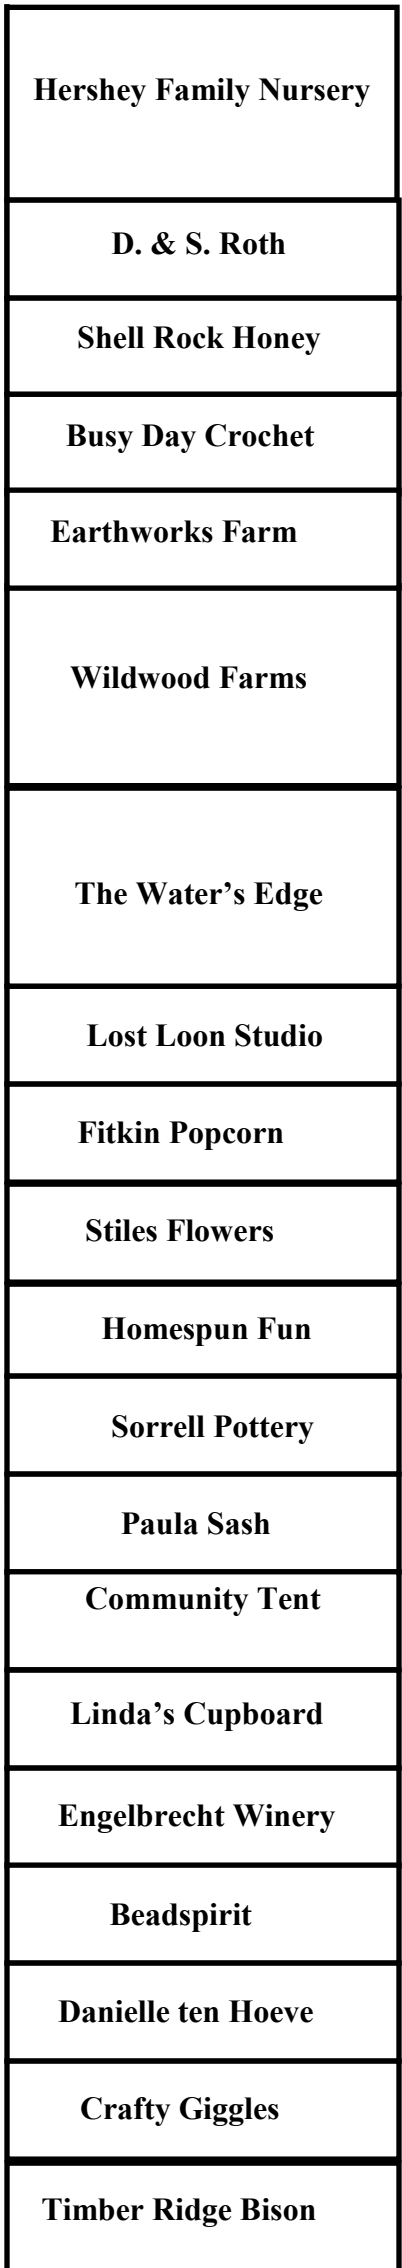 Hershey Family Nursery
D. & S. Roth
Shell Rock Honey
Busy Day Crochet
Earthworks Farm
Wildwood Farms
The Water’s Edge
Lost Loon Studio
Fitkin Popcorn
Stiles Flowers
Homespun Fun
Sorrell Pottery
Paula Sash
Community Tent
Linda’s Cupboard
Engelbrecht Winery
Beadspirit
Danielle ten Hoeve
Crafty Giggles
Timber Ridge Bison